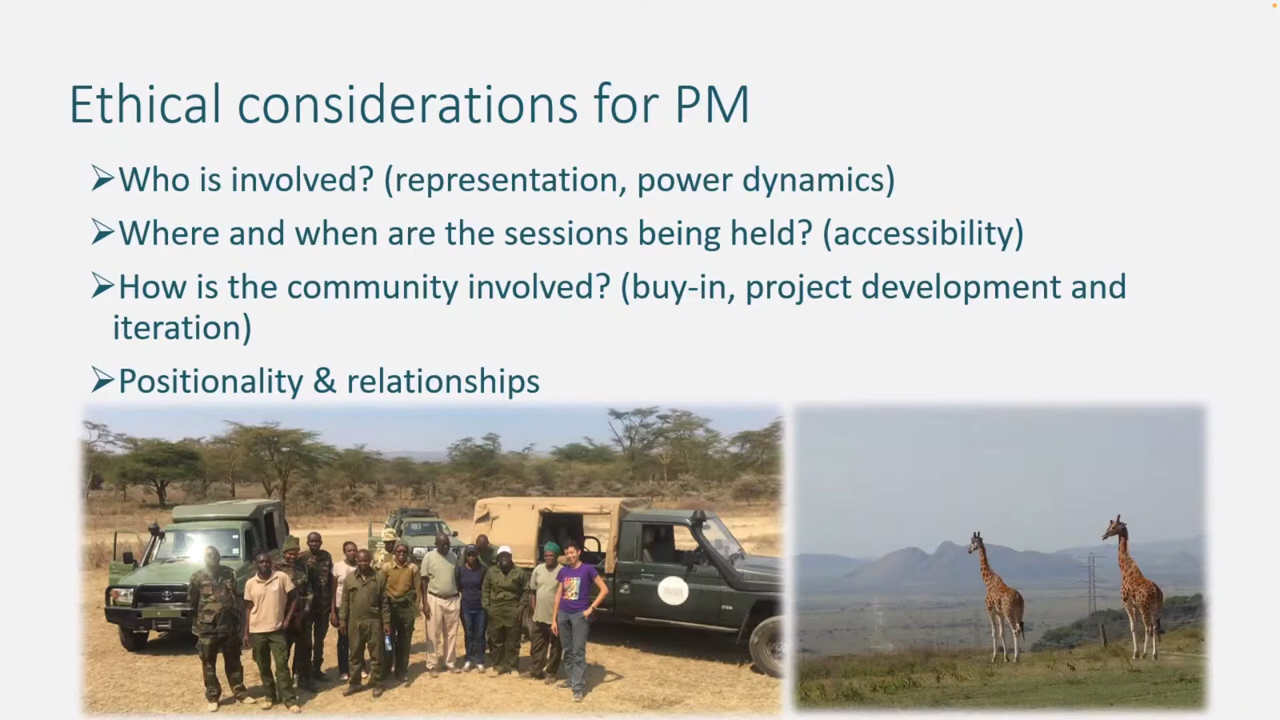 Ethical considerations for PM
➢Who is involved? (representation, power dynamics)
➢Where and when are the sessions being held? (accessibility)
➢How is the community involved? (buy-in, project development and
iteration)
➢Positionality & relationships